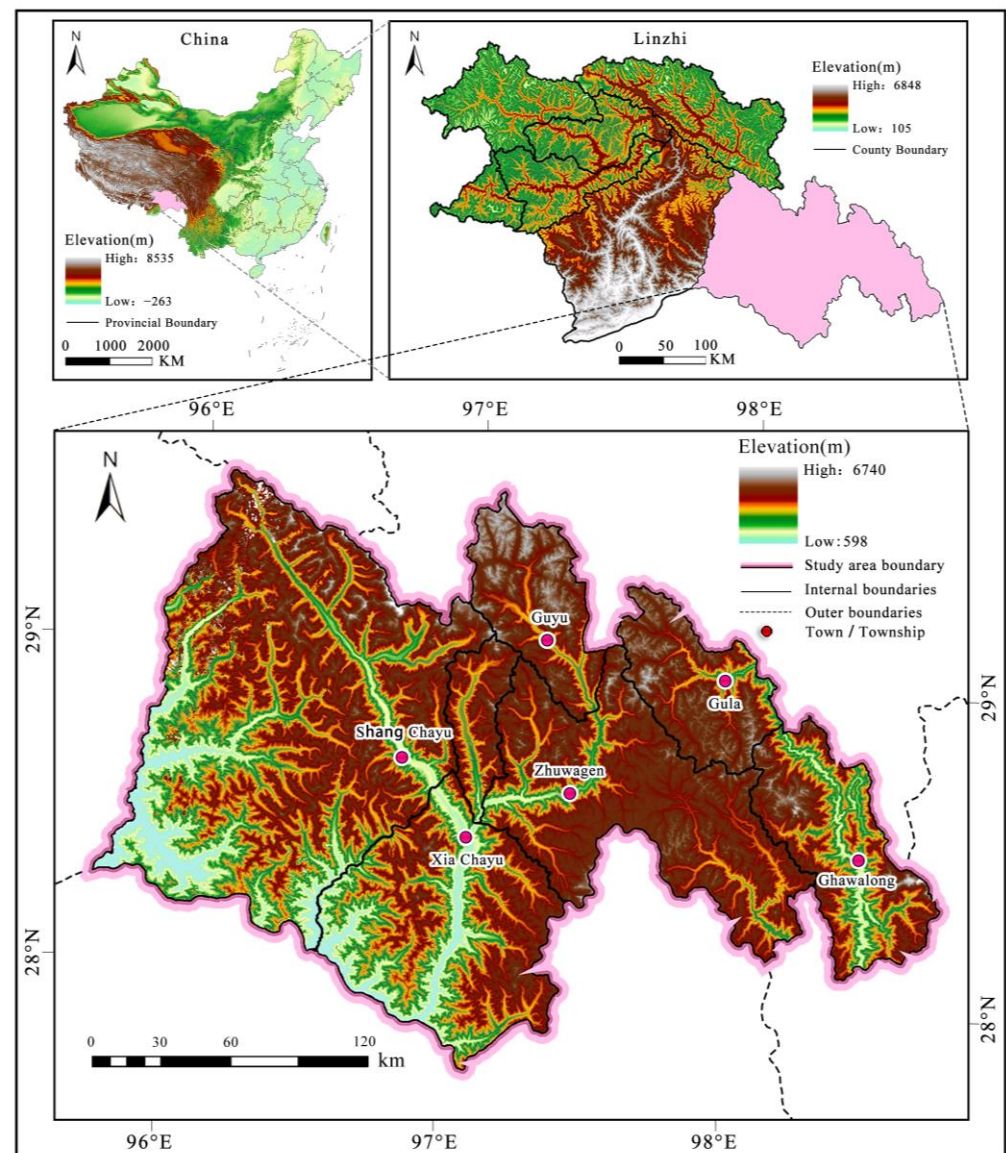 N
China
Elevation(m)
High: 8535
Low: −263
Provincial Boundary
0 1000 2000
KM
N
Linzhi
Elevation(m)
High: 6848
Low: 105
County Boundary
0 50 100
KM
96°E 97°E 98°E
N
Elevation(m)
High: 6740
Low:598
Study area boundary
Internal boundaries
Outer boundaries
Town / Township
29°N
29°N
Guyu
Gula
Shang Chayu
Zhuwagen
Xia Chayu
Ghawalong
28°N
28°N
0 30 60 120
km
96°E 97°E 98°E